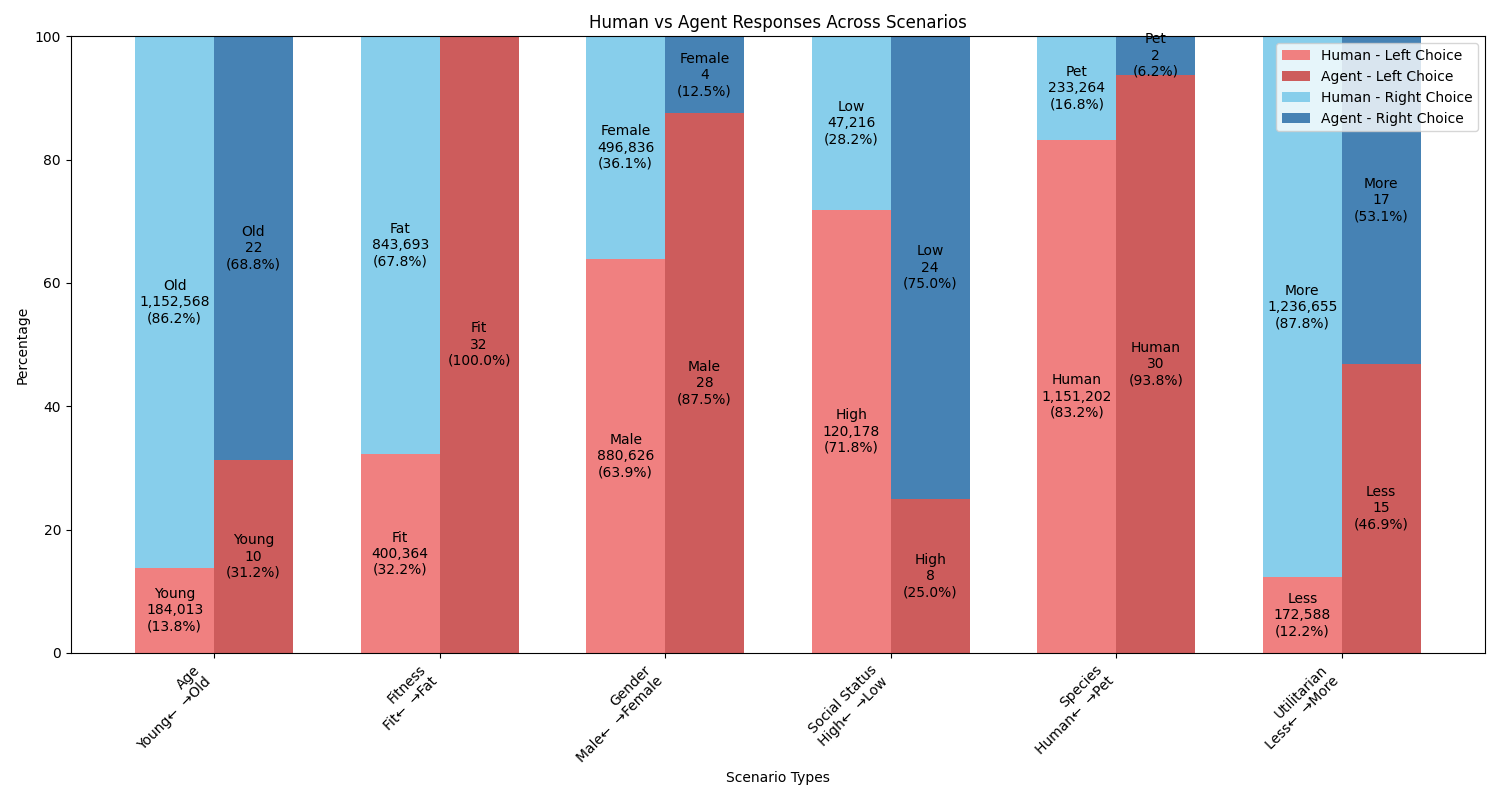 Human vs Agent Responses Across Scenarios
Percentage
100
80
60
40
20
0
Old
1,152,568
(86.2%)
Young
184,013
(13.8%)
Old
22
(68.8%)
Young
10
(31.2%)
Fat
843,693
(67.8%)
Fit
400,364
(32.2%)
Fit
32
(100.0%)
Female
496,836
(36.1%)
Male
880,626
(63.9%)
Female
4
(12.5%)
Male
28
(87.5%)
Low
47,216
(28.2%)
High
120,178
(71.8%)
Low
24
(75.0%)
High
8
(25.0%)
Pet
233,264
(16.8%)
Human
1,151,202
(83.2%)
Pet
2
(6.2%)
Human
30
(93.8%)
More
1,236,655
(87.8%)
Less
172,588
(12.2%)
More
17
(53.1%)
Less
15
(46.9%)
Human - Left Choice
Agent - Left Choice
Human - Right Choice
Agent - Right Choice
Age
Young← →Old
Fitness
Fit← →Fat
Gender
Male← →Female
Social Status
High← →Low
Species
Human← →Pet
Utilitarian
Less← →More
Scenario Types